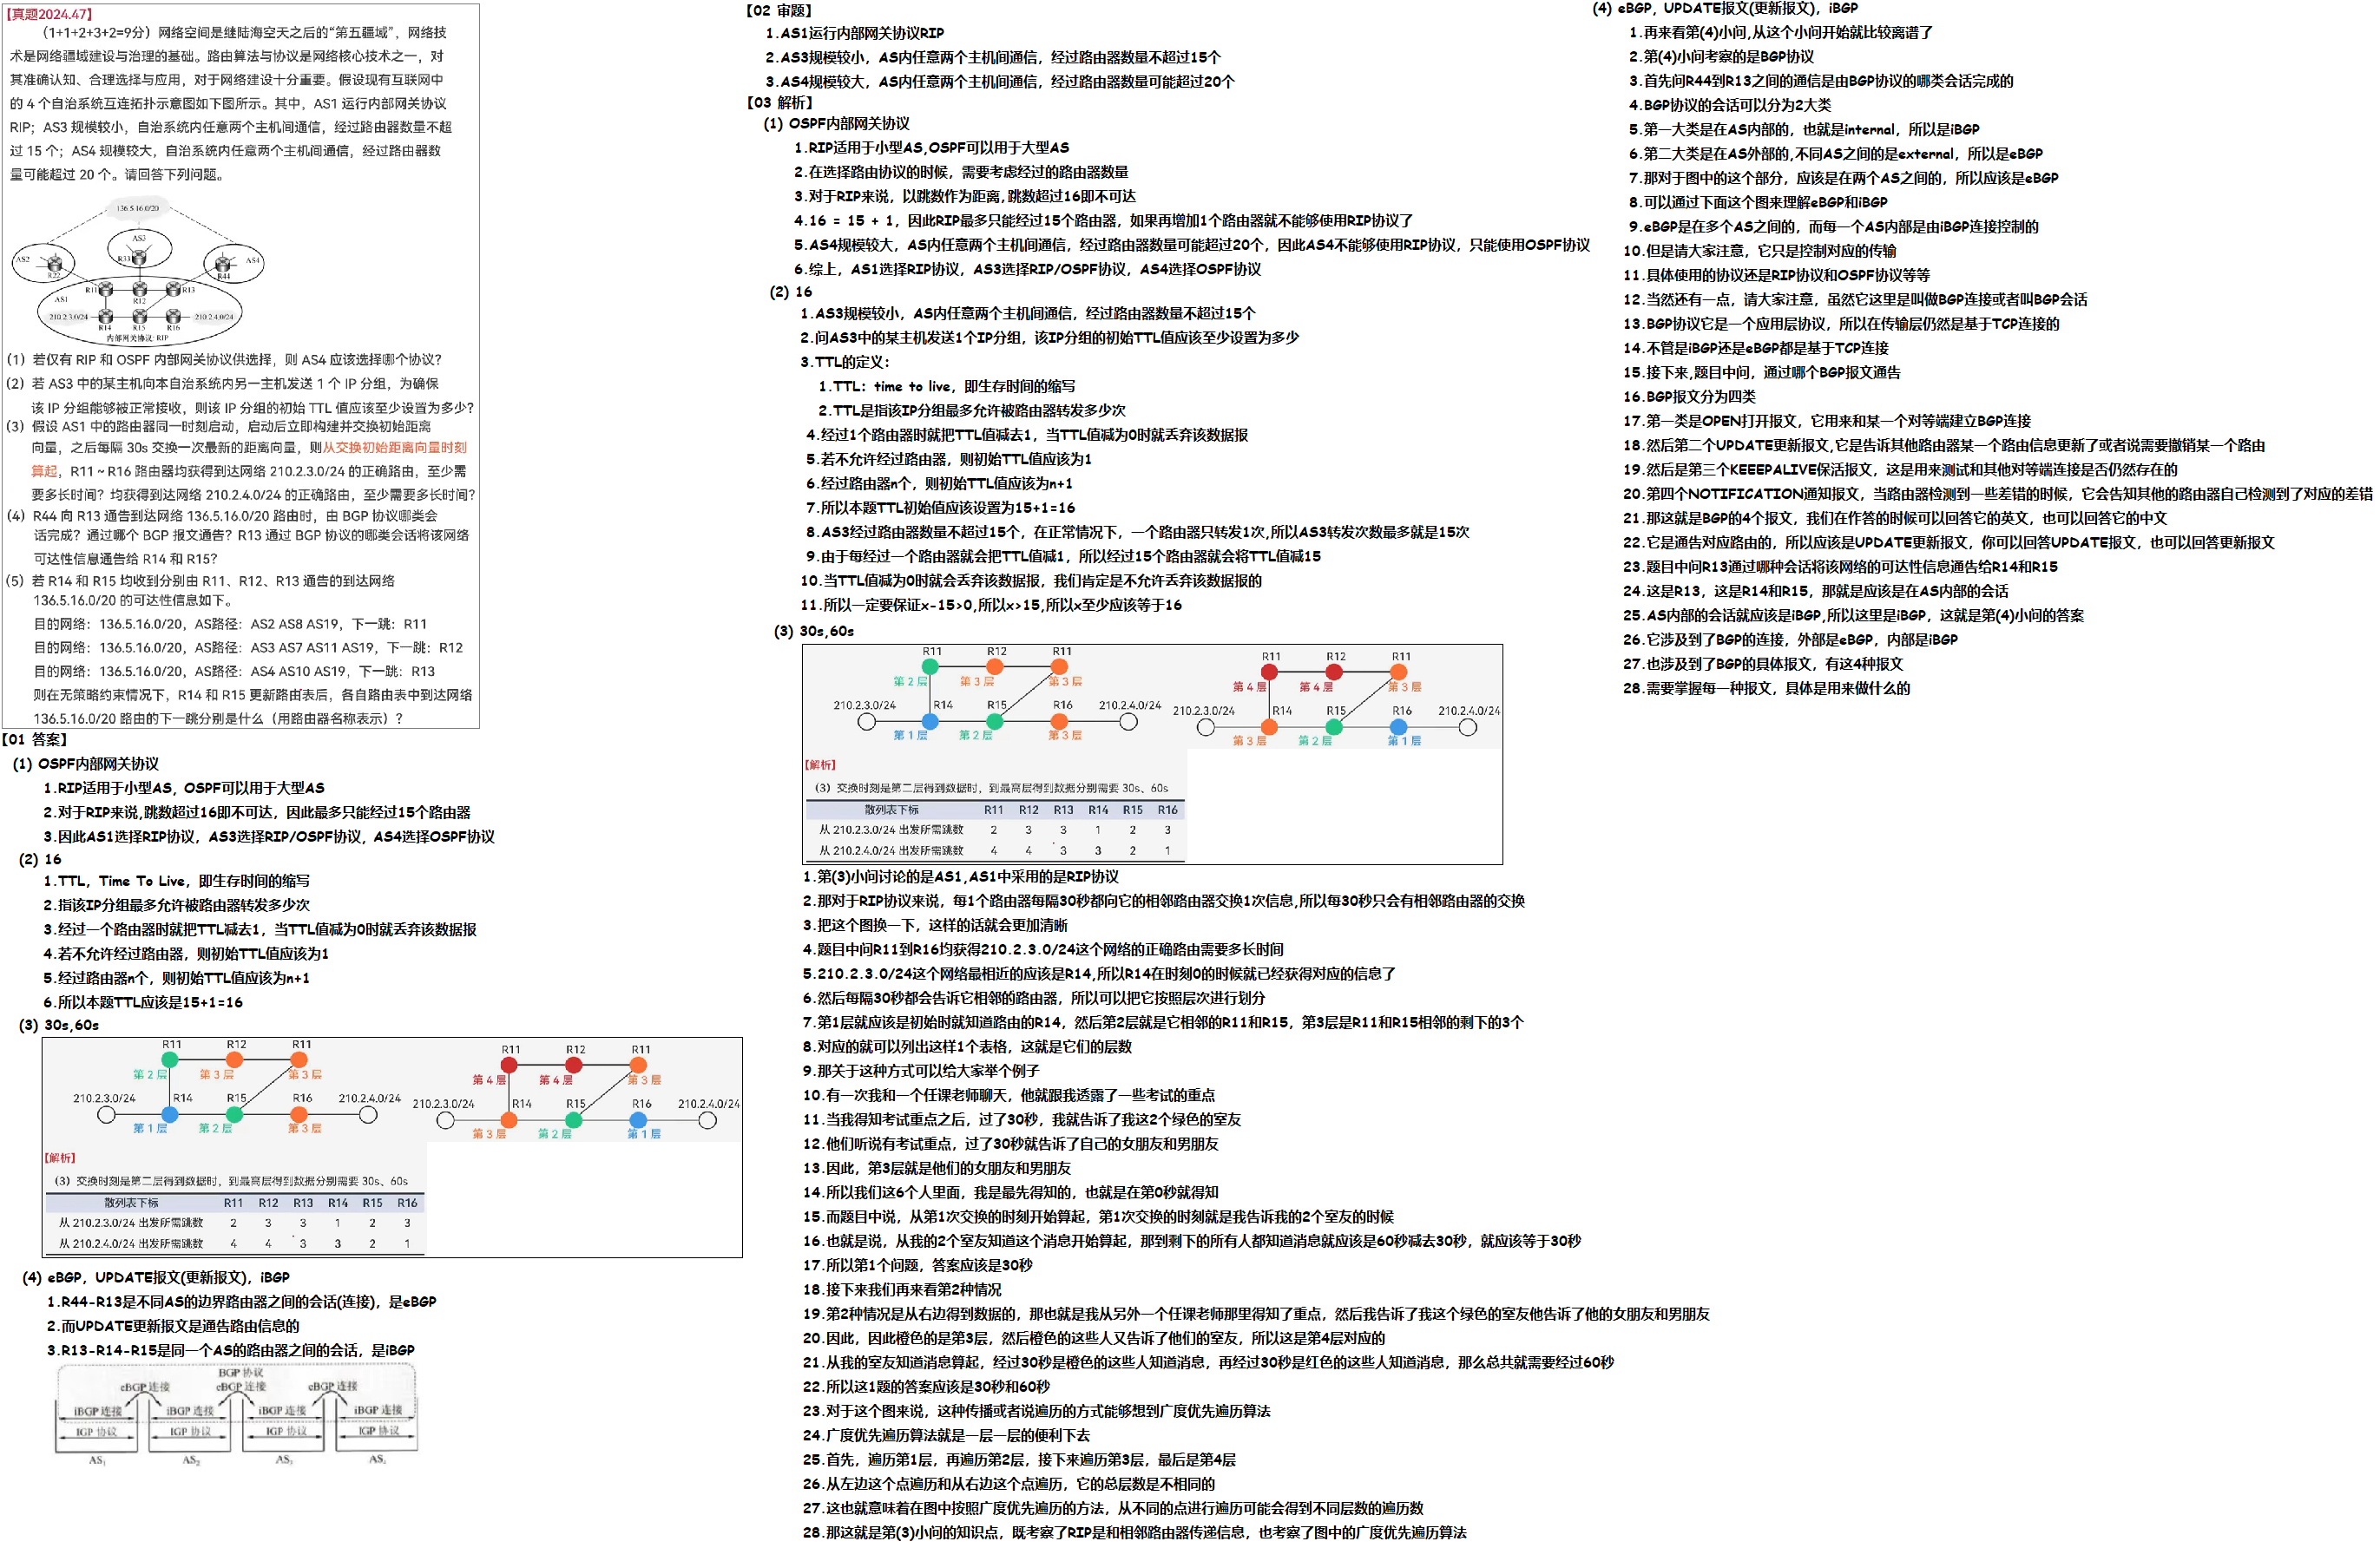 【真题2024.47】
（1+1+2+3+2=9分）网络空间是继陆海空天之后的“第五疆域”，网络技
术是网络疆域建设与治理的基础。路由算法与协议是网络核心技术之一，对
其准确认知、合理选择与应用，对于网络建设十分重要。假设现有互联网中
的 4 个自治系统互连拓扑示意图如下图所示。其中，AS1 运行内部网关协议
RIP；AS3 规模较小，自治系统内任意两个主机间通信，经过路由器数量不超
过 15 个；AS4 规模较大，自治系统内任意两个主机间通信，经过路由器数
量可能超过 20 个。请回答下列问题。
136.5.16.0/20
AS3
AS2
R33
AS4
R22
R44
R11
R13
AS1
R12
210.2.3.0/24
210.2.4.0/24
R14
R15
R16
内部网关协议: RIP
(1) 若仅有 RIP 和 OSPF 内部网关协议供选择，则 AS4 应该选择哪个协议？
(2) 若 AS3 中的某主机向本自治系统内另一主机发送 1 个 IP 分组，为确保
该 IP 分组能够被正常接收，则该 IP 分组的初始 TTL 值应该至少设置为多少？
(3) 假设 AS1 中的路由器同一时刻启动，启动后立即构建并交换初始距离
向量，之后每隔 30s 交换一次最新的距离向量，则从交换初始距离向量时刻
算起，R11 ~ R16 路由器均获得到达网络 210.2.3.0/24 的正确路由，至少需
要多长时间？均获得到达网络 210.2.4.0/24 的正确路由，至少需要多长时间？
(4) R44 向 R13 通告到达网络 136.5.16.0/20 路由时，由 BGP 协议哪类会
话完成？通过哪个 BGP 报文通告？R13 通过 BGP 协议的哪类会话将该网络
可达性信息通告给 R14 和 R15？
(5) 若 R14 和 R15 均收到分别由 R11、R12、R13 通告的到达网络
136.5.16.0/20 的可达性信息如下。
目的网络：136.5.16.0/20，AS路径：AS2 AS8 AS19，下一跳：R11
目的网络：136.5.16.0/20，AS路径：AS3 AS7 AS11 AS19，下一跳：R12
目的网络：136.5.16.0/20，AS路径：AS4 AS10 AS19，下一跳：R13
则在无策略约束情况下，R14 和 R15 更新路由表后，各自路由表中到达网络
136.5.16.0/20 路由的下一跳分别是什么（用路由器名称表示）？
【01 答案】
(1) OSPF内部网关协议
1.RIP适用于小型AS，OSPF可以用于大型AS
2.对于RIP来说,跳数超过16即不可达，因此最多只能经过15个路由器
3.因此AS1选择RIP协议，AS3选择RIP/OSPF协议，AS4选择OSPF协议
(2) 16
1.TTL，Time To Live，即生存时间的缩写
2.指该IP分组最多允许被路由器转发多少次
3.经过一个路由器时就把TTL减去1，当TTL值减为0时就丢弃该数据报
4.若不允许经过路由器，则初始TTL值应该为1
5.经过路由器n个，则初始TTL值应该为n+1
6.所以本题TTL应该是15+1=16
(3) 30s,60s
R11 R12 R11
第 2 层 第 3 层 第 3 层
210.2.3.0/24 R14 R15 R16 210.2.4.0/24
第 1 层 第 2 层 第 3 层
R11 R12 R11
第 4 层 第 4 层 第 3 层
210.2.3.0/24 R14 R15 R16 210.2.4.0/24
第 3 层 第 2 层 第 1 层
【解析】
(3) 交换时刻是第二层得到数据时，到最高层得到数据分别需要 30s、60s
散列表下标 R11 R12 R13 R14 R15 R16
从 210.2.3.0/24 出发所需跳数 2 3 3 1 2 3
从 210.2.4.0/24 出发所需跳数 4 4 3 3 2 1
(4) eBGP，UPDATE报文(更新报文)，iBGP
1.R44-R13是不同AS的边界路由器之间的会话(连接)，是eBGP
2.而UPDATE更新报文是通告路由信息的
3.R13-R14-R15是同一个AS的路由器之间的会话，是iBGP
BGP 协议
eBGP 连接 eBGP 连接 eBGP 连接
iBGP 连接 iBGP 连接 iBGP 连接 iBGP 连接
IGP 协议 IGP 协议 IGP 协议 IGP 协议
AS₁ AS₂
【02 审题】
1.AS1运行内部网关协议RIP
2.AS3规模较小，AS内任意两个主机间通信，经过路由器数量不超过15个
3.AS4规模较大，AS内任意两个主机间通信，经过路由器数量可能超过20个
【03 解析】
(1) OSPF内部网关协议
1.RIP适用于小型AS,OSPF可以用于大型AS
2.在选择路由协议的时候，需要考虑经过的路由器数量
3.对于RIP来说，以跳数作为距离,跳数超过16即不可达
4.16 = 15 + 1，因此RIP最多只能经过15个路由器，如果再增加1个路由器就不能够使用RIP协议了
5.AS4规模较大，AS内任意两个主机间通信，经过路由器数量可能超过20个，因此AS4不能够使用RIP协议，只能使用OSPF协议
6.综上，AS1选择RIP协议，AS3选择RIP/OSPF协议，AS4选择OSPF协议
(2) 16
1.AS3规模较小，AS内任意两个主机间通信，经过路由器数量不超过15个
2.问AS3中的某主机发送1个IP分组，该IP分组的初始TTL值应该至少设置为多少
3.TTL的定义：
1.TTL：time to live，即生存时间的缩写
2.TTL是指该IP分组最多允许被路由器转发多少次
4.经过1个路由器时就把TTL值减去1，当TTL值减为0时就丢弃该数据报
5.若不允许经过路由器，则初始TTL值应该为1
6.经过路由器n个，则初始TTL值应该为n+1
7.所以本题TTL初始值应该设置为15+1=16
8.AS3经过路由器数量不超过15个，在正常情况下，一个路由器只转发1次,所以AS3转发次数最多就是15次
9.由于每经过一个路由器就会把TTL值减1，所以经过15个路由器就会将TTL值减15
10.当TTL值减为0时就会丢弃该数据报，我们肯定是不允许丢弃该数据报的
11.所以一定要保证x-15>0,所以x>15,所以x至少应该等于16
(3) 30s,60s
R11 R12 R11
第 2 层 第 3 层 第 3 层
210.2.3.0/24 R14 R15 R16 210.2.4.0/24
第 1 层 第 2 层 第 3 层
R11 R12 R11
第 4 层 第 4 层 第 3 层
210.2.3.0/24 R14 R15 R16 210.2.4.0/24
第 3 层 第 2 层 第 1 层
【解析】
(3) 交换时刻是第二层得到数据时，到最高层得到数据分别需要 30s、60s
散列表下标 R11 R12 R13 R14 R15 R16
从 210.2.3.0/24 出发所需跳数 2 3 3 1 2 3
从 210.2.4.0/24 出发所需跳数 4 4 3 3 2 1
1.第(3)小问讨论的是AS1,AS1中采用的是RIP协议
2.那对于RIP协议来说，每1个路由器每隔30秒都向它的相邻路由器交换1次信息,所以每30秒只会有相邻路由器的交换
3.把这个图换一下，这样的话就会更加清晰
4.题目中间R11到R16均获得210.2.3.0/24这个网络的正确路由需要多长时间
5.210.2.3.0/24这个网络最相近的应该是R14,所以R14在时刻0的时候就已经获得对应的信息了
6.然后每隔30秒都会告诉它相邻的路由器，所以可以把它按照层次进行划分
7.第1层就应该是初始时就知道路由的R14，然后第2层就是它相邻的R11和R15，第3层是R11和R15相邻的剩下的3个
8.对应的就可以列出这样1个表格，这就是它们的层数
9.那关于这种方式可以给大家举个例子
10.有一次我和一个任课老师聊天，他就跟我透露了一些考试的重点
11.当我得知考试重点之后，过了30秒，我就告诉了我这2个绿色的室友
12.他们听说有考试重点，过了30秒就告诉了自己的女朋友和男朋友
13.因此，第3层就是他们的女朋友和男朋友
14.所以我们这6个人里面，我是最先得知的，也就是在第0秒就得知
15.而题目中说，从第1次交换的时刻开始算起，第1次交换的时刻就是我告诉我的2个室友的时候
16.也就是说，从我的2个室友知道这个消息开始算起，那到剩下的所有人都知道消息就应该是60秒减去30秒，就应该等于30秒
17.所以第1个问题，答案应该是30秒
18.接下来我们再来看第2种情况
19.第2种情况是从右边得到数据的，那也就是我从另外一个任课老师那里得知了重点，然后我告诉了我这个绿色的室友他告诉了他的女朋友和男朋友
20.因此，因此橙色的是第3层，然后橙色的这些人又告诉了他们的室友，所以这是第4层对应的
21.从我的室友知道消息算起，经过30秒是橙色的这些人知道消息，再经过30秒是红色的这些人知道消息，那么总共就需要经过60秒
22.所以这1题的答案应该是30秒和60秒
23.对于这个图来说，这种传播或者说遍历的方式能够想到广度优先遍历算法
24.广度优先遍历算法就是一层一层的便利下去
25.首先，遍历第1层，再遍历第2层，接下来遍历第3层，最后是第4层
26.从左边这个点遍历和从右边这个点遍历，它的总层数是不相同的
27.这也就意味着在图中按照广度优先遍历的方法，从不同的点进行遍历可能会得到不同层数的遍历数
28.那这就是第(3)小问的知识点，既考察了RIP是和相邻路由器传递信息，也考察了图中的广度优先遍历算法
(4) eBGP，UPDATE报文(更新报文)，iBGP
1.再来看第(4)小问,从这个小问开始就比较离谱了
2.第(4)小问考察的是BGP协议
3.首先问R44到R13之间的通信是由BGP协议的哪类会话完成的
4.BGP协议的会话可以分为2大类
5.第一大类是在AS内部的，也就是internal，所以是iBGP
6.第二大类是在AS外部的,不同AS之间的是external，所以是eBGP
7.那对于图中的这个部分，应该是在两个AS之间的，所以应该是eBGP
8.可以通过下面这个图来理解eBGP和iBGP
9.eBGP是在多个AS之间的，而每一个AS内部是由iBGP连接控制的
10.但是请大家注意，它只是控制对应的传输
11.具体使用的协议还是RIP协议和OSPF协议等等
12.当然还有一点，请大家注意，虽然它这里是叫做BGP连接或者叫BGP会话
13.BGP协议它是一个应用层协议，所以在传输层仍然是基于TCP连接的
14.不管是iBGP还是eBGP都是基于TCP连接
15.接下来,题目中间，通过哪个BGP报文通告
16.BGP报文分为四类
17.第一类是OPEN打开报文，它用来和某一个对等端建立BGP连接
18.然后第二个UPDATE更新报文,它是告诉其他路由器某一个路由信息更新了或者说需要撤销某一个路由
19.然后是第三个KEEEPALIVE保活报文，这是用来测试和其他对等端连接是否仍然存在的
20.第四个NOTIFICATION通知报文，当路由器检测到一些差错的时候，它会告知其他的路由器自己检测到了对应的差错
21.那这就是BGP的4个报文，我们在作答的时候可以回答它的英文，也可以回答它的中文
22.它是通告对应路由的，所以应该是UPDATE更新报文，你可以回答UPDATE报文，也可以回答更新报文
23.题目中间R13通过哪种会话将该网络的可达性信息通告给R14和R15
24.这是R13，这是R14和R15，那就是应该是在AS内部的会话
25.AS内部的会话就应该是iBGP,所以这里是iBGP，这就是第(4)小问的答案
26.它涉及到了BGP的连接，外部是eBGP，内部是iBGP
27.也涉及到了BGP的具体报文，有这4种报文
28.需要掌握每一种报文，具体是用来做什么的